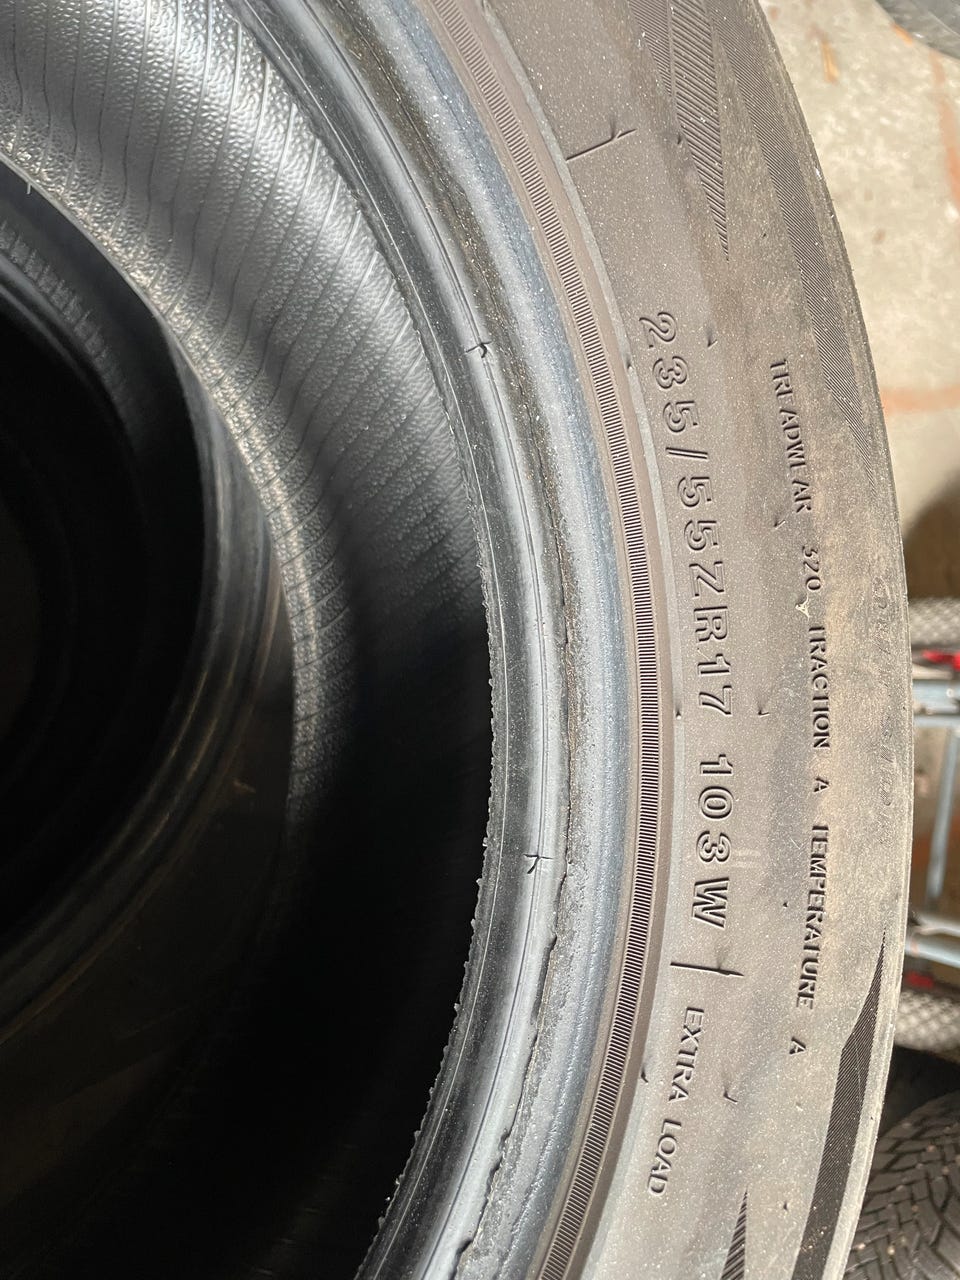 235/55ZR17 103W
EXTRA LOAD
TREADWEAR 320 TRACTION A TEMPERATURE A